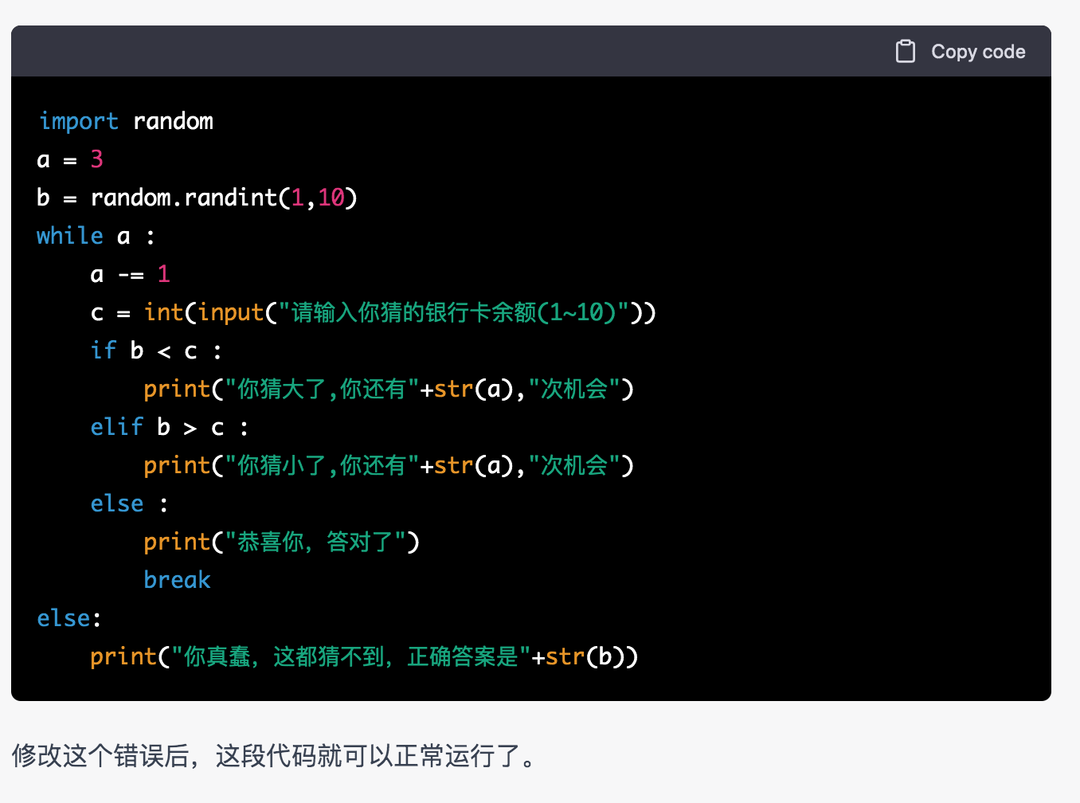 Copy code
import random
a = 3
b = random.randint(1,10)
while a :
    a -= 1
    c = int(input("请输入你猜的银行卡余额(1~10)"))
    if b < c :
        print("你猜大了,你还有"+str(a),"次机会")
    elif b > c :
        print("你猜小了,你还有"+str(a),"次机会")
    else :
        print("恭喜你，答对了")
        break
else:
    print("你真蠢，这都猜不到，正确答案是"+str(b))
修改这个错误后，这段代码就可以正常运行了。